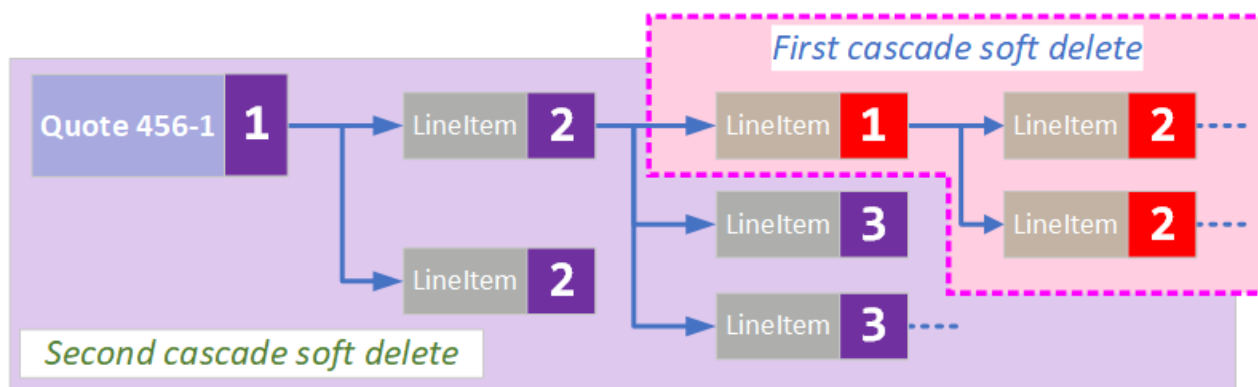 First cascade soft delete
Quote 456-1 1 LineItem 2 LineItem 1 LineItem 2
LineItem 3 LineItem 2
LineItem 2
LineItem 3
Second cascade soft delete